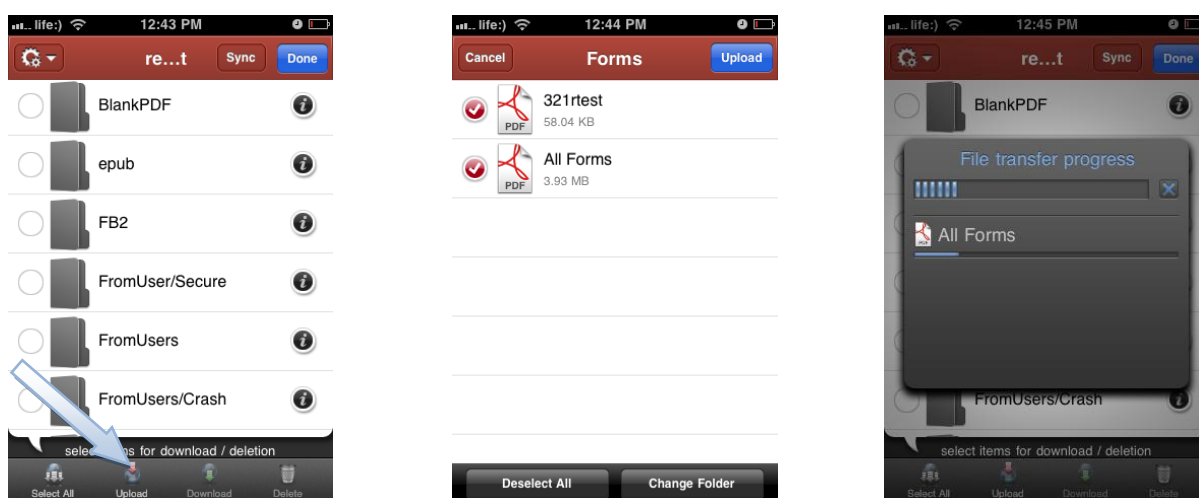 life:) 12:43 PM
re...t Sync Done
BlankPDF
epub
FB2
FromUser/Secure
FromUsers
FromUsers/Crash
select items for download / deletion
Select All Upload Download Delete
life:) 12:44 PM
Cancel Forms Upload
321rtest
PDF 58.04 KB
All Forms
PDF 3.93 MB
Deselect All Change Folder
life:) 12:45 PM
re...t Sync Done
BlankPDF
File transfer progress
All Forms
FromUsers/Crash
select items for download / deletion
Select All Upload Download Delete